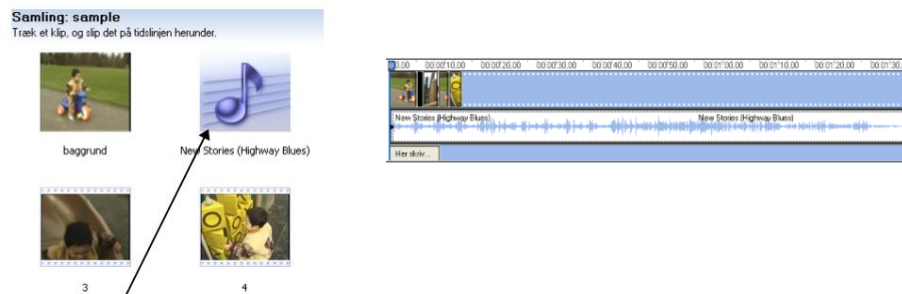 Samling: sample
Træk et klip, og slip det på tidslinjen herunder.
baggrund
New Stories (Highway Blues)
3
4
0,00 00:00'10,00 00:00'20,00 00:00'30,00 00:00'40,00 00:00'50,00 00:01'00,00 00:01'10,00 00:01'20,00 00:01'30,
New Stories (Highway Blues) New Stories (Highway Blues)
Her skriv...